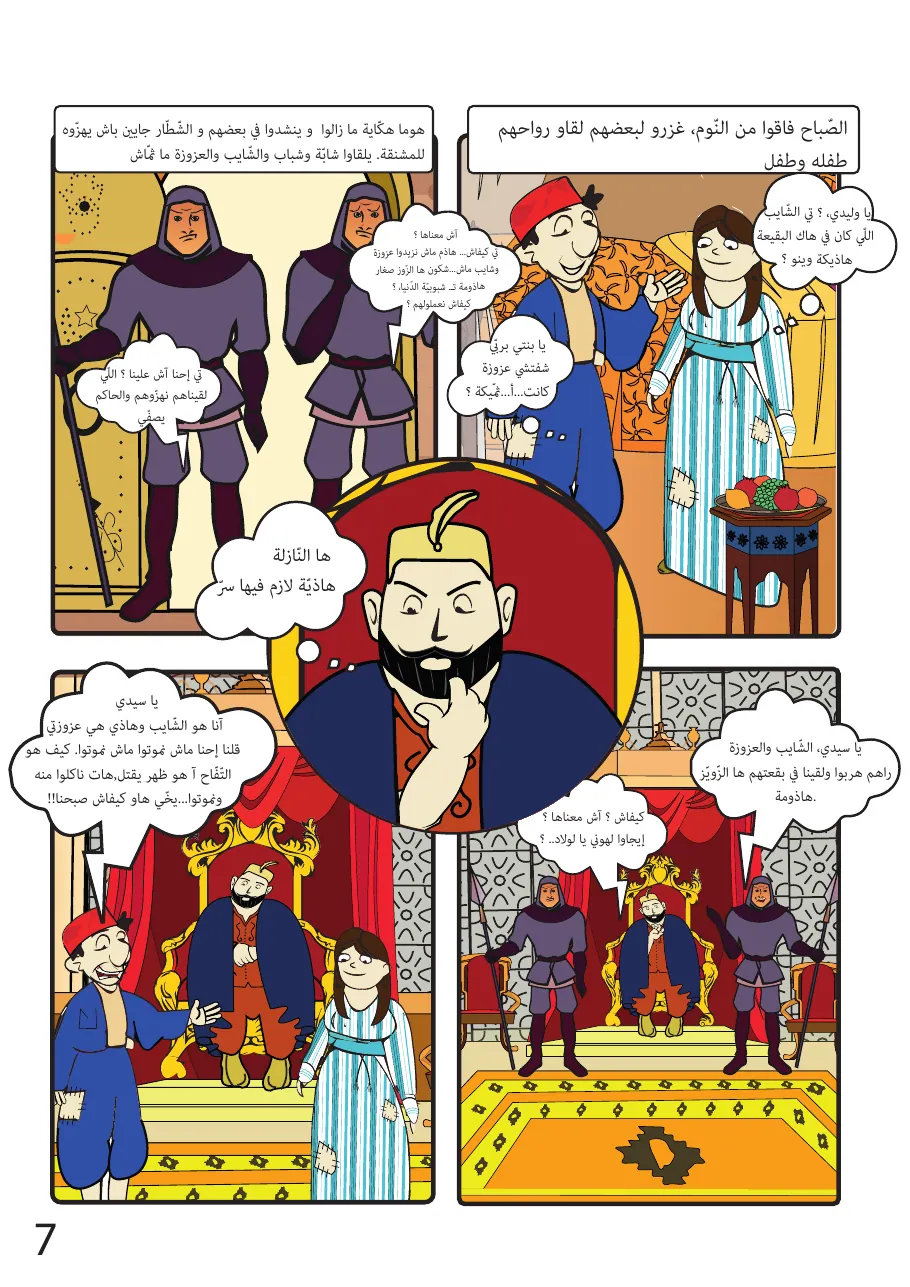 الصّباح فاقوا من النّوم، غزرو لبعضهم لقاو رواحهم
طفله وطفل
يا وليدي، ؟ تي الشّايب
اللّي كان في هاك البقيعة
هاذيكة وينو ؟
يا بنتي بربّي
شفتشي عزوزة
كانت...أ...ثمّيكة ؟
هوما هكّاية ما زالوا و ينشدوا في بعضهم و الشّطّار جايين باش يهزّوه
للمشنقة. يلقاوا شابّة وشباب والشّايب والعزوزة ما ثمّاش
آش معناها ؟
تي كيفاش... هاذم ماش نزيدوا عزوزة
وشايب ماش...شكون ها الزّوز صغار
هاذومة تـ شبوبيّة الدّنيا، ؟
كيفاش نعملولهم ؟
تي إحنا آش علينا ؟ اللّي
لقيناهم نهزّوهم والحاكم
يصفّي
ها النّازلة
هاذيّة لازم فيها سرّ
يا سيدي، الشّايب والعزوزة
راهم هربوا ولقينا في بقعتهم ها الزّويّز
هاذومة.
كيفاش ؟ آش معناها ؟
إيجاوا لهوني يا لولاد.. ؟
يا سيدي
آنا هو الشّايب وهاذي هي عزوزتي
قلنا إحنا ماش نموتوا ماش نموتوا. كيف هو
التّفّاح آ هو ظهر يقتل,هات ناكلوا منه
ونموتوا...يخّي هاو كيفاش صبحنا!!
7